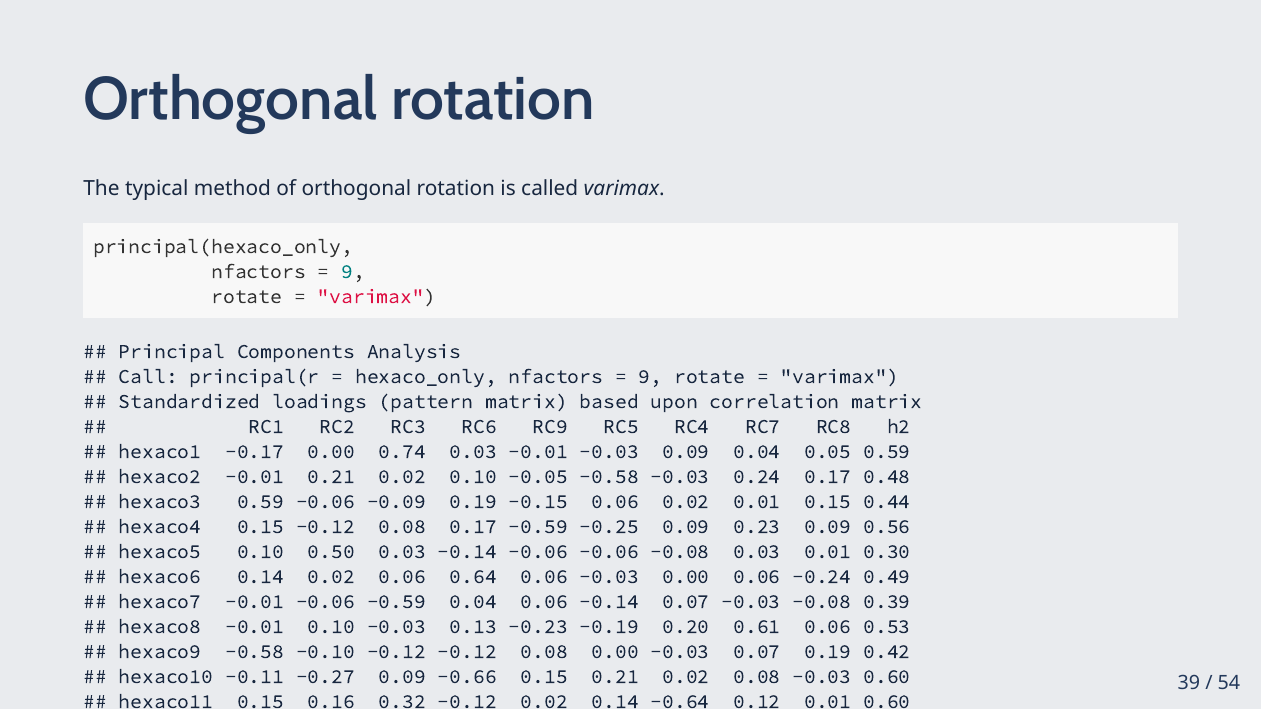 Orthogonal rotation
The typical method of orthogonal rotation is called varimax.
principal(hexaco_only,
          nfactors = 9,
          rotate = "varimax")
## Principal Components Analysis
## Call: principal(r = hexaco_only, nfactors = 9, rotate = "varimax")
## Standardized loadings (pattern matrix) based upon correlation matrix
##            RC1   RC2   RC3   RC6   RC9   RC5   RC4   RC7   RC8   h2
## hexaco1  −0.17  0.00  0.74  0.03 −0.01 −0.03  0.09  0.04  0.05 0.59
## hexaco2  −0.01  0.21  0.02  0.10 −0.05 −0.58 −0.03  0.24  0.17 0.48
## hexaco3   0.59 −0.06 −0.09  0.19 −0.15  0.06  0.02  0.01  0.15 0.44
## hexaco4   0.15 −0.12  0.08  0.17 −0.59 −0.25  0.09  0.23  0.09 0.56
## hexaco5   0.10  0.50  0.03 −0.14 −0.06 −0.06 −0.08  0.03  0.01 0.30
## hexaco6   0.14  0.02  0.06  0.64  0.06 −0.03  0.00  0.06 −0.24 0.49
## hexaco7  −0.01 −0.06 −0.59  0.04  0.06 −0.14  0.07 −0.03 −0.08 0.39
## hexaco8  −0.01  0.10 −0.03  0.13 −0.23 −0.19  0.20  0.61  0.06 0.53
## hexaco9  −0.58 −0.10 −0.12 −0.12  0.08  0.00 −0.03  0.07  0.19 0.42
## hexaco10 −0.11 −0.27  0.09 −0.66  0.15  0.21  0.02  0.08 −0.03 0.60
## hexaco11  0.15  0.16  0.32 −0.12  0.02  0.14 −0.64  0.12  0.01 0.60
39 / 54